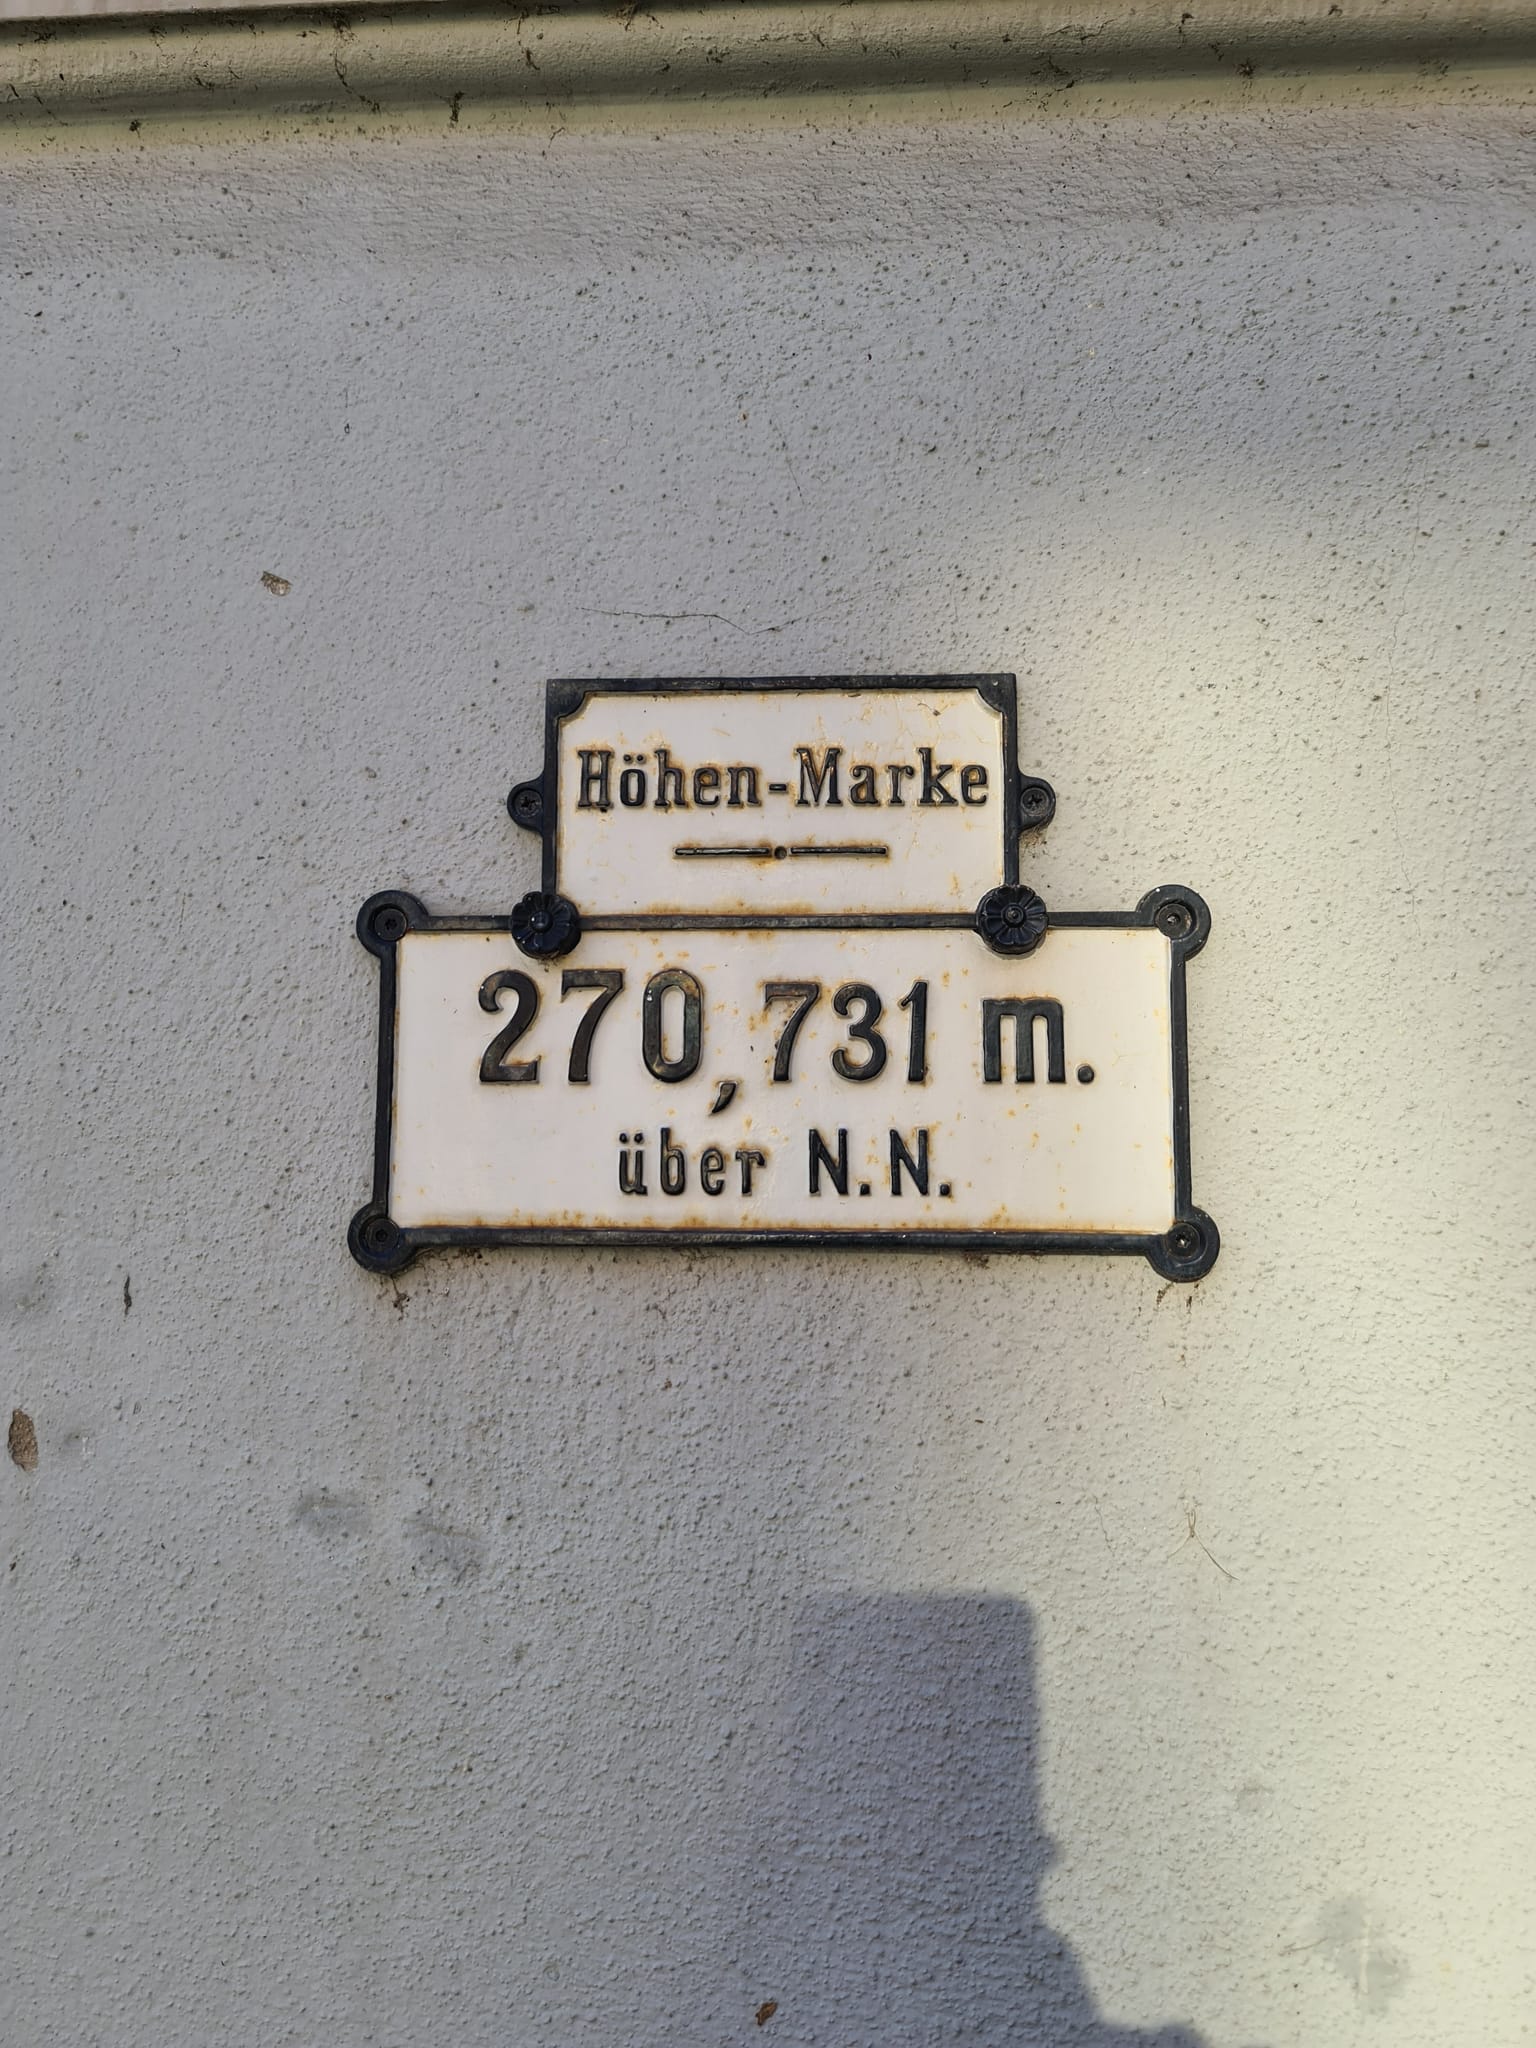 Höhen-Marke
270,731 m.
über N.N.